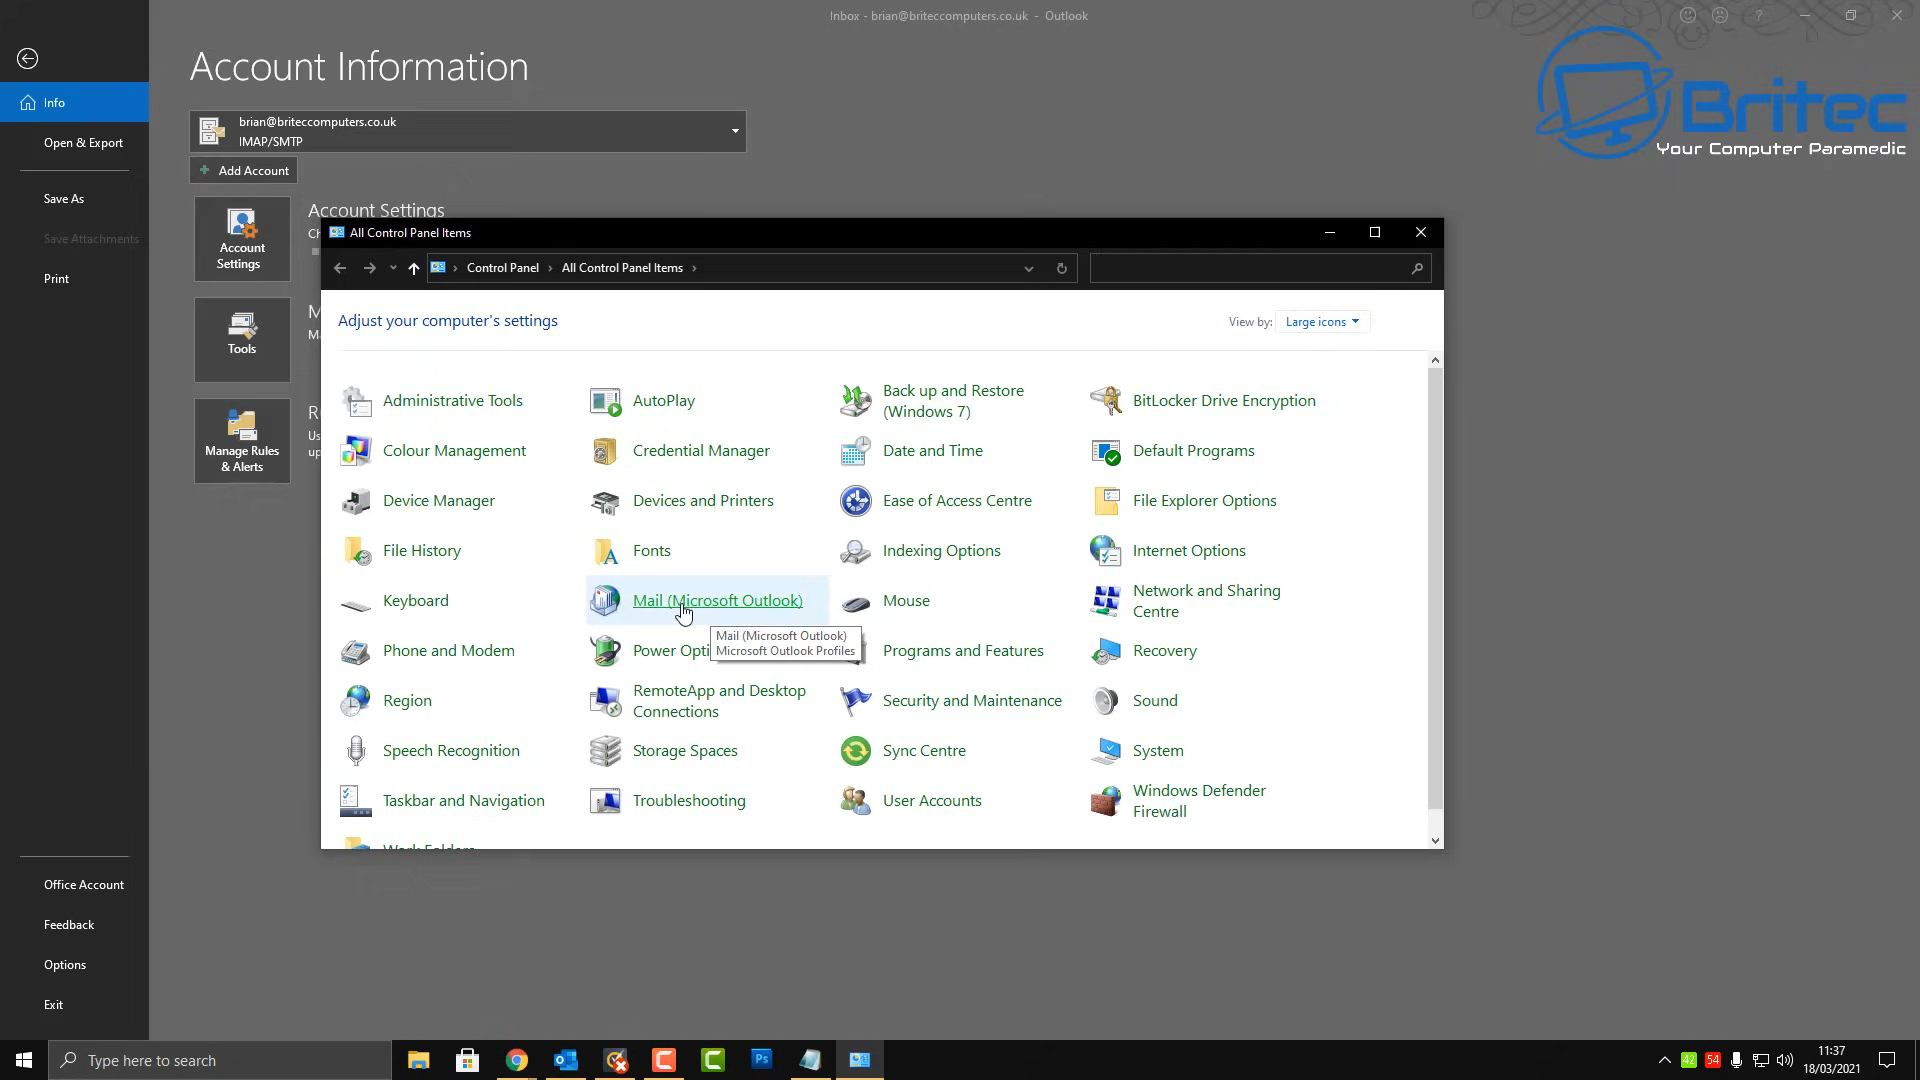 Inbox - brian@briteccomputers.co.uk - Outlook
Account Information
Info
Open & Export
Save As
Save Attachments
Print
Office Account
Feedback
Options
Exit
brian@briteccomputers.co.uk
IMAP/SMTP
Add Account
Account
Settings
Tools
Manage Rules
& Alerts
Account Settings
Britec
Your Computer Paramedic
All Control Panel Items
Control Panel
All Control Panel Items
Adjust your computer's settings
View by: Large icons
Administrative Tools
AutoPlay
Back up and Restore
(Windows 7)
BitLocker Drive Encryption
Colour Management
Credential Manager
Date and Time
Default Programs
Device Manager
Devices and Printers
Ease of Access Centre
File Explorer Options
File History
Fonts
Indexing Options
Internet Options
Keyboard
Mail (Microsoft Outlook)
Mouse
Network and Sharing
Centre
Mail (Microsoft Outlook)
Microsoft Outlook Profiles
Phone and Modem
Power Opti
Programs and Features
Recovery
Region
RemoteApp and Desktop
Connections
Security and Maintenance
Sound
Speech Recognition
Storage Spaces
Sync Centre
System
Taskbar and Navigation
Troubleshooting
User Accounts
Windows Defender
Firewall
Work Folders
Type here to search
Ps
42
54
11:37
18/03/2021